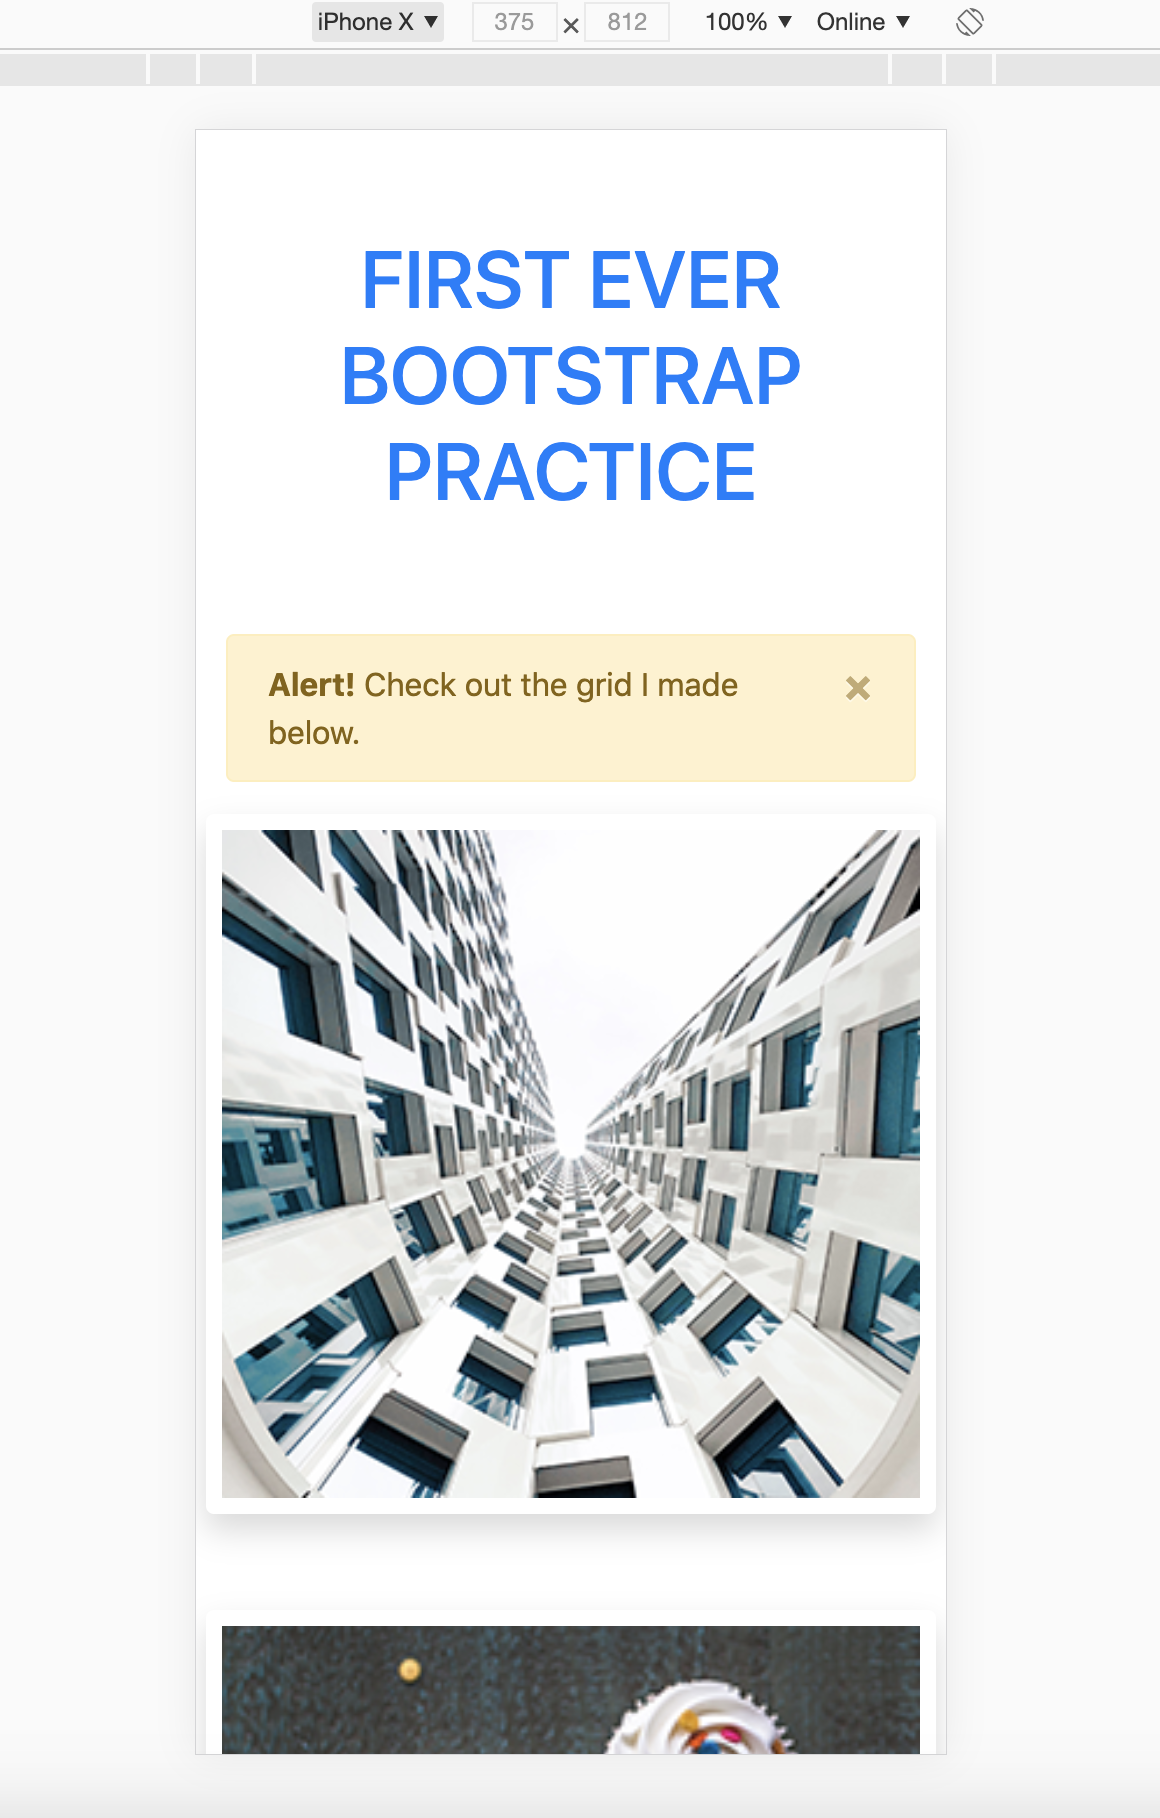 iPhone X ▼ 375 × 812 100% ▼ Online ▼
FIRST EVER
BOOTSTRAP
PRACTICE
Alert! Check out the grid I made ×
below.